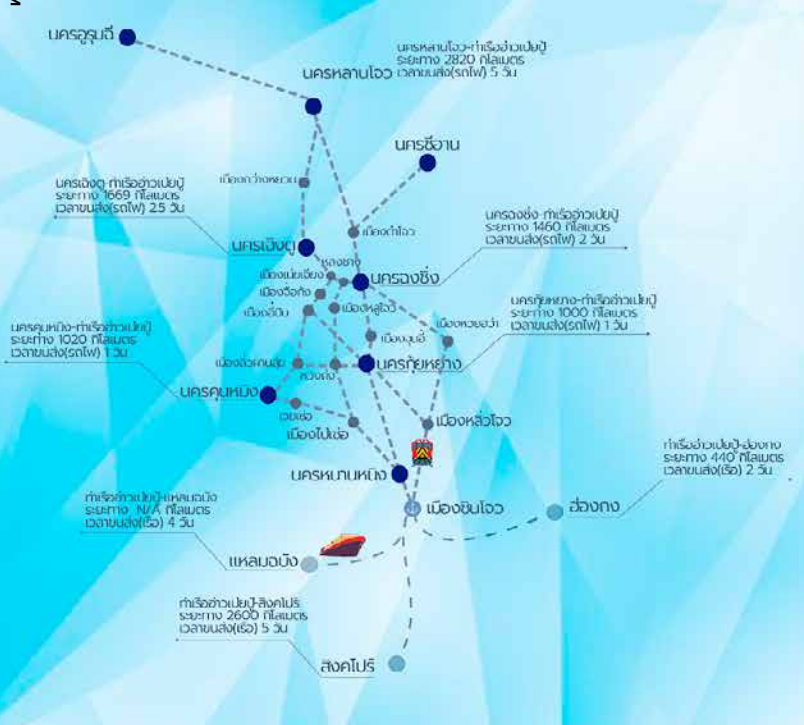 นครอูรุมฉี
นครหลานโจว
นครหลานโจว-ท่าเรืออ่าวเป่ยปู้
ระยะทาง 2820 กิโลเมตร
เวลาขนส่ง(รถไฟ) 5 วัน
นครซีอาน
เมืองกว่างหยวน
นครเฉิงตู-ท่าเรืออ่าวเป่ยปู้
ระยะทาง 1669 กิโลเมตร
เวลาขนส่ง(รถไฟ) 2.5 วัน
นครฉงชิ่ง-ท่าเรืออ่าวเป่ยปู้
ระยะทาง 1460 กิโลเมตร
เวลาขนส่ง(รถไฟ) 2 วัน
เมืองต๋าโจว
นครเฉิงตู
หลงชาง
เมืองเน่ยเจียง
นครฉงชิ่ง
เมืองจื้อก้ง
เมืองอี๋ปิน
เมืองหลูโจว
นครกุ้ยหยาง-ท่าเรืออ่าวเป่ยปู้
ระยะทาง 1000 กิโลเมตร
เวลาขนส่ง(รถไฟ) 1 วัน
เมืองหวยฮว่า
เมืองจุนอี้
นครคุนหมิง-ท่าเรืออ่าวเป่ยปู้
ระยะทาง 1020 กิโลเมตร
เวลาขนส่ง(รถไฟ) 1 วัน
นครกุ้ยหยาง
นครคุนหมิง
เมืองไป่เซ่อ
เมืองหลิ่วโจว
ท่าเรืออ่าวเป่ยปู้-ฮ่องกง
ระยะทาง 440 กิโลเมตร
เวลาขนส่ง(เรือ) 2 วัน
นครหนานหนิง
เมืองชินโจว
ฮ่องกง
ท่าเรืออ่าวเป่ยปู้-แหลมฉบัง
ระยะทาง N/A กิโลเมตร
เวลาขนส่ง(เรือ) 4 วัน
แหลมฉบัง
ท่าเรืออ่าวเป่ยปู้-สิงคโปร์
ระยะทาง 2600 กิโลเมตร
เวลาขนส่ง(เรือ) 5 วัน
สิงคโปร์